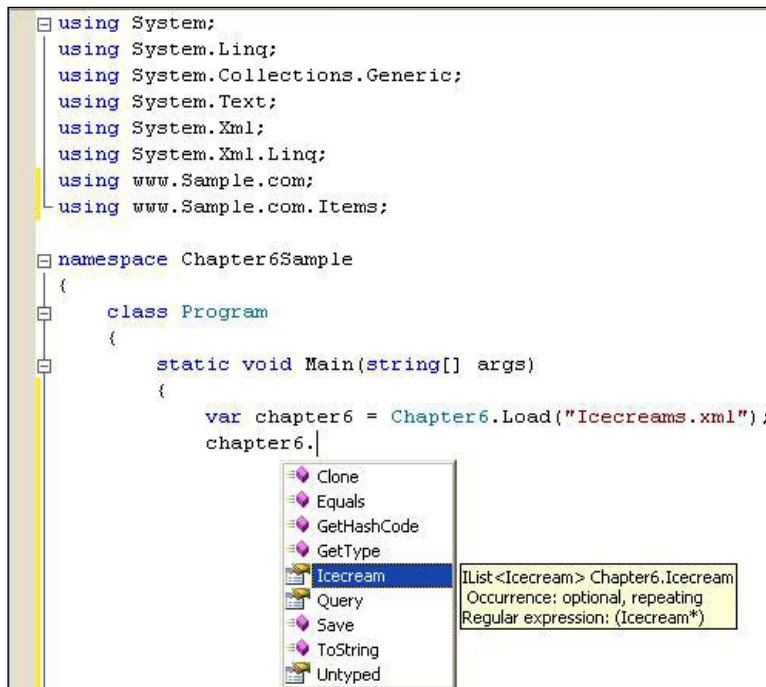 using System;
using System.Linq;
using System.Collections.Generic;
using System.Text;
using System.Xml;
using System.Xml.Linq;
using www.Sample.com;
using www.Sample.com.Items;
namespace Chapter6Sample
{
class Program
{
static void Main(string[] args)
{
var chapter6 = Chapter6.Load("Icecreams.xml");
chapter6.
Clone
Equals
GetHashCode
GetType
Icecream
Query
Save
ToString
Untyped
IList<Icecream> Chapter6.Icecream
Occurrence: optional, repeating
Regular expression: (Icecream*)